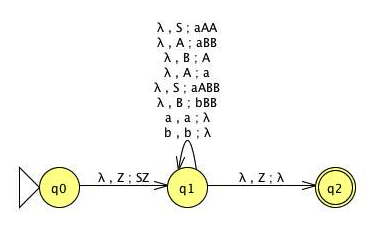 λ , S ; aAA
λ , A ; aBB
λ , B ; A
λ , A ; a
λ , S ; aABB
λ , B ; bBB
a , a ; λ
b , b ; λ
q0 λ , Z ; SZ q1 λ , Z ; λ q2